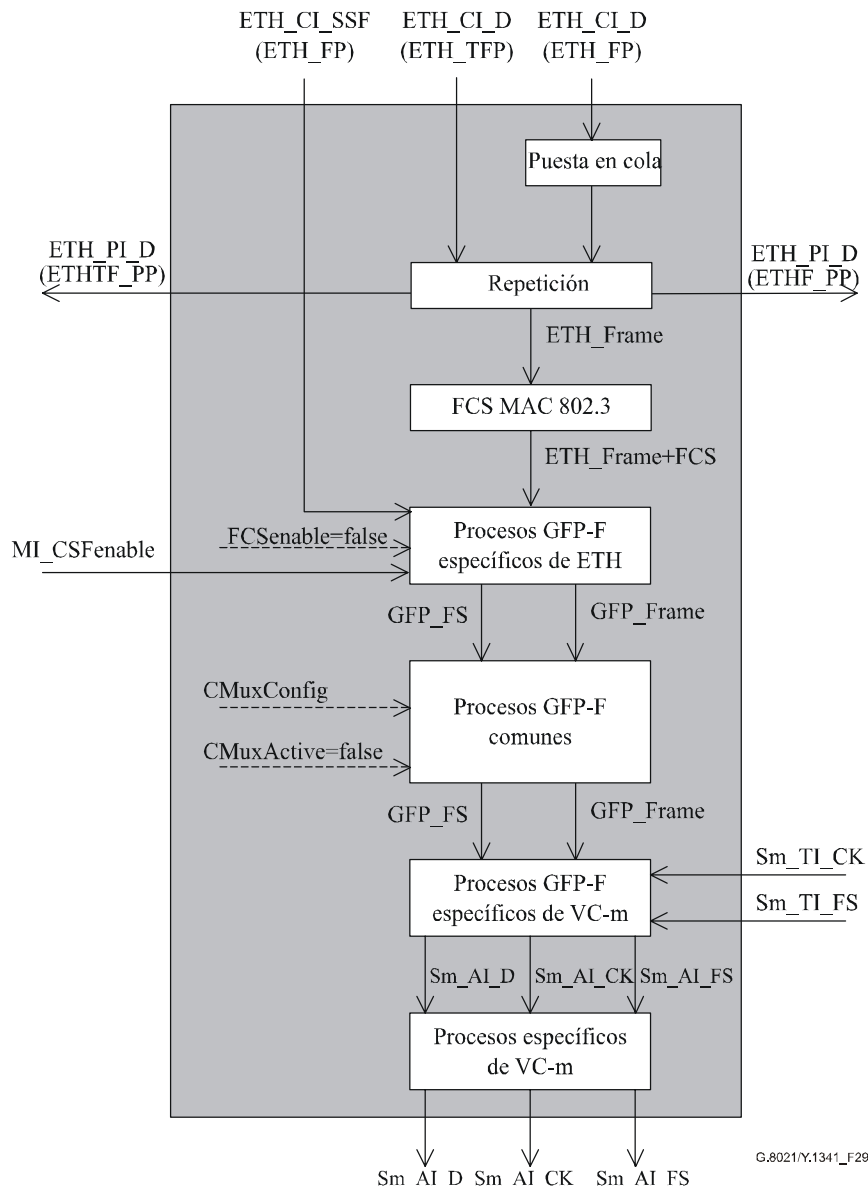 ETH_CI_SSF
(ETH_FP)
ETH_CI_D
(ETH_TFP)
ETH_CI_D
(ETH_FP)
Puesta en cola
ETH_PI_D
(ETHTF_PP)
Repetición
ETH_PI_D
(ETHF_PP)
ETH_Frame
FCS MAC 802.3
ETH_Frame+FCS
FCSenable=false
MI_CSFenable
Procesos GFP-F
específicos de ETH
GFP_FS
GFP_Frame
CMuxConfig
CMuxActive=false
Procesos GFP-F
comunes
GFP_FS
GFP_Frame
Sm_TI_CK
Sm_TI_FS
Procesos GFP-F
específicos de VC-m
Sm_AI_D
Sm_AI_CK
Sm_AI_FS
Procesos específicos
de VC-m
Sm_AI_D
Sm_AI_CK
Sm_AI_FS
G.8021/Y.1341_F29